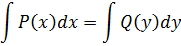 ∫ P(x)dx = ∫ Q(y)dy